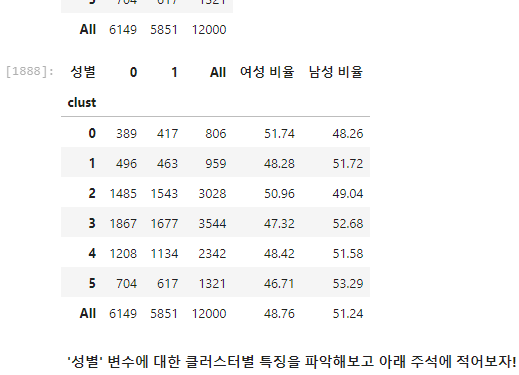 5 704 617 1321
All 6149 5851 12000
[1888]: 성별 0 1 All 여성 비율 남성 비율
clust
0 389 417 806 51.74 48.26
1 496 463 959 48.28 51.72
2 1485 1543 3028 50.96 49.04
3 1867 1677 3544 47.32 52.68
4 1208 1134 2342 48.42 51.58
5 704 617 1321 46.71 53.29
All 6149 5851 12000 48.76 51.24
'성별' 변수에 대한 클러스터별 특징을 파악해보고 아래 주석에 적어보자!